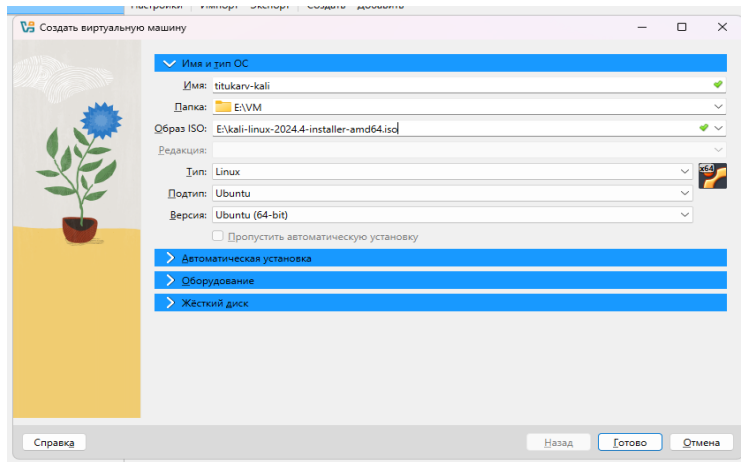 Настройки Импорт Экспорт Создать Добавить
Создать виртуальную машину
Имя и тип ОС
Имя: titukarv-kali
Папка: E:\VM
Образ ISO: E:\kali-linux-2024.4-installer-amd64.iso
Редакция:
Тип: Linux
x64
Подтип: Ubuntu
Версия: Ubuntu (64-bit)
Пропустить автоматическую установку
Автоматическая установка
Оборудование
Жёсткий диск
Справка Назад Готово Отмена